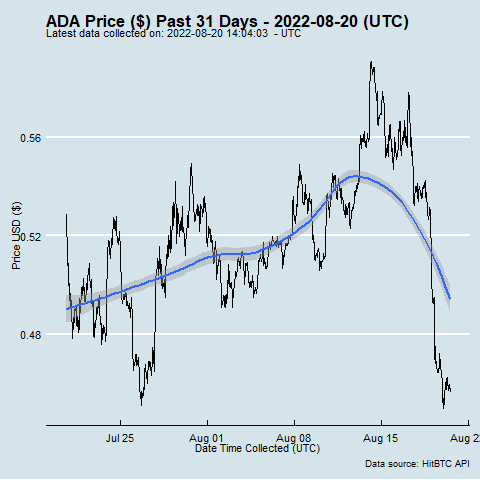 ADA Price ($) Past 31 Days - 2022-08-20 (UTC)
Latest data collected on: 2022-08-20 14:04:03 - UTC
0.56
0.52
0.48
Price USD ($)
Jul 25
Aug 01
Aug 08
Aug 15
Aug 2
Date Time Collected (UTC)
Data source: HitBTC API